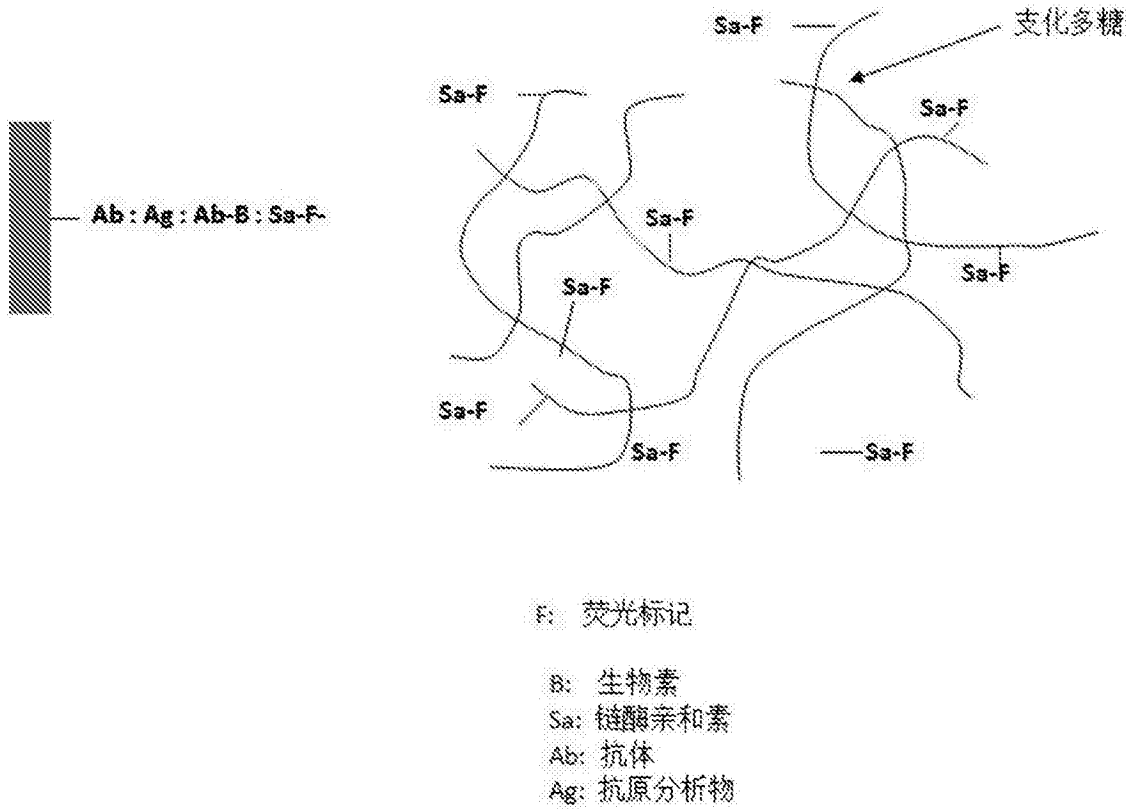 Sa-F
支化多糖
Sa-F
Sa-F
Ab : Ag : Ab-B : Sa-F-
Sa-F
Sa-F
Sa-F
Sa-F
Sa-F
Sa-F
F: 荧光标记
B: 生物素
Sa: 链酶亲和素
Ab: 抗体
Ag: 抗原分析物